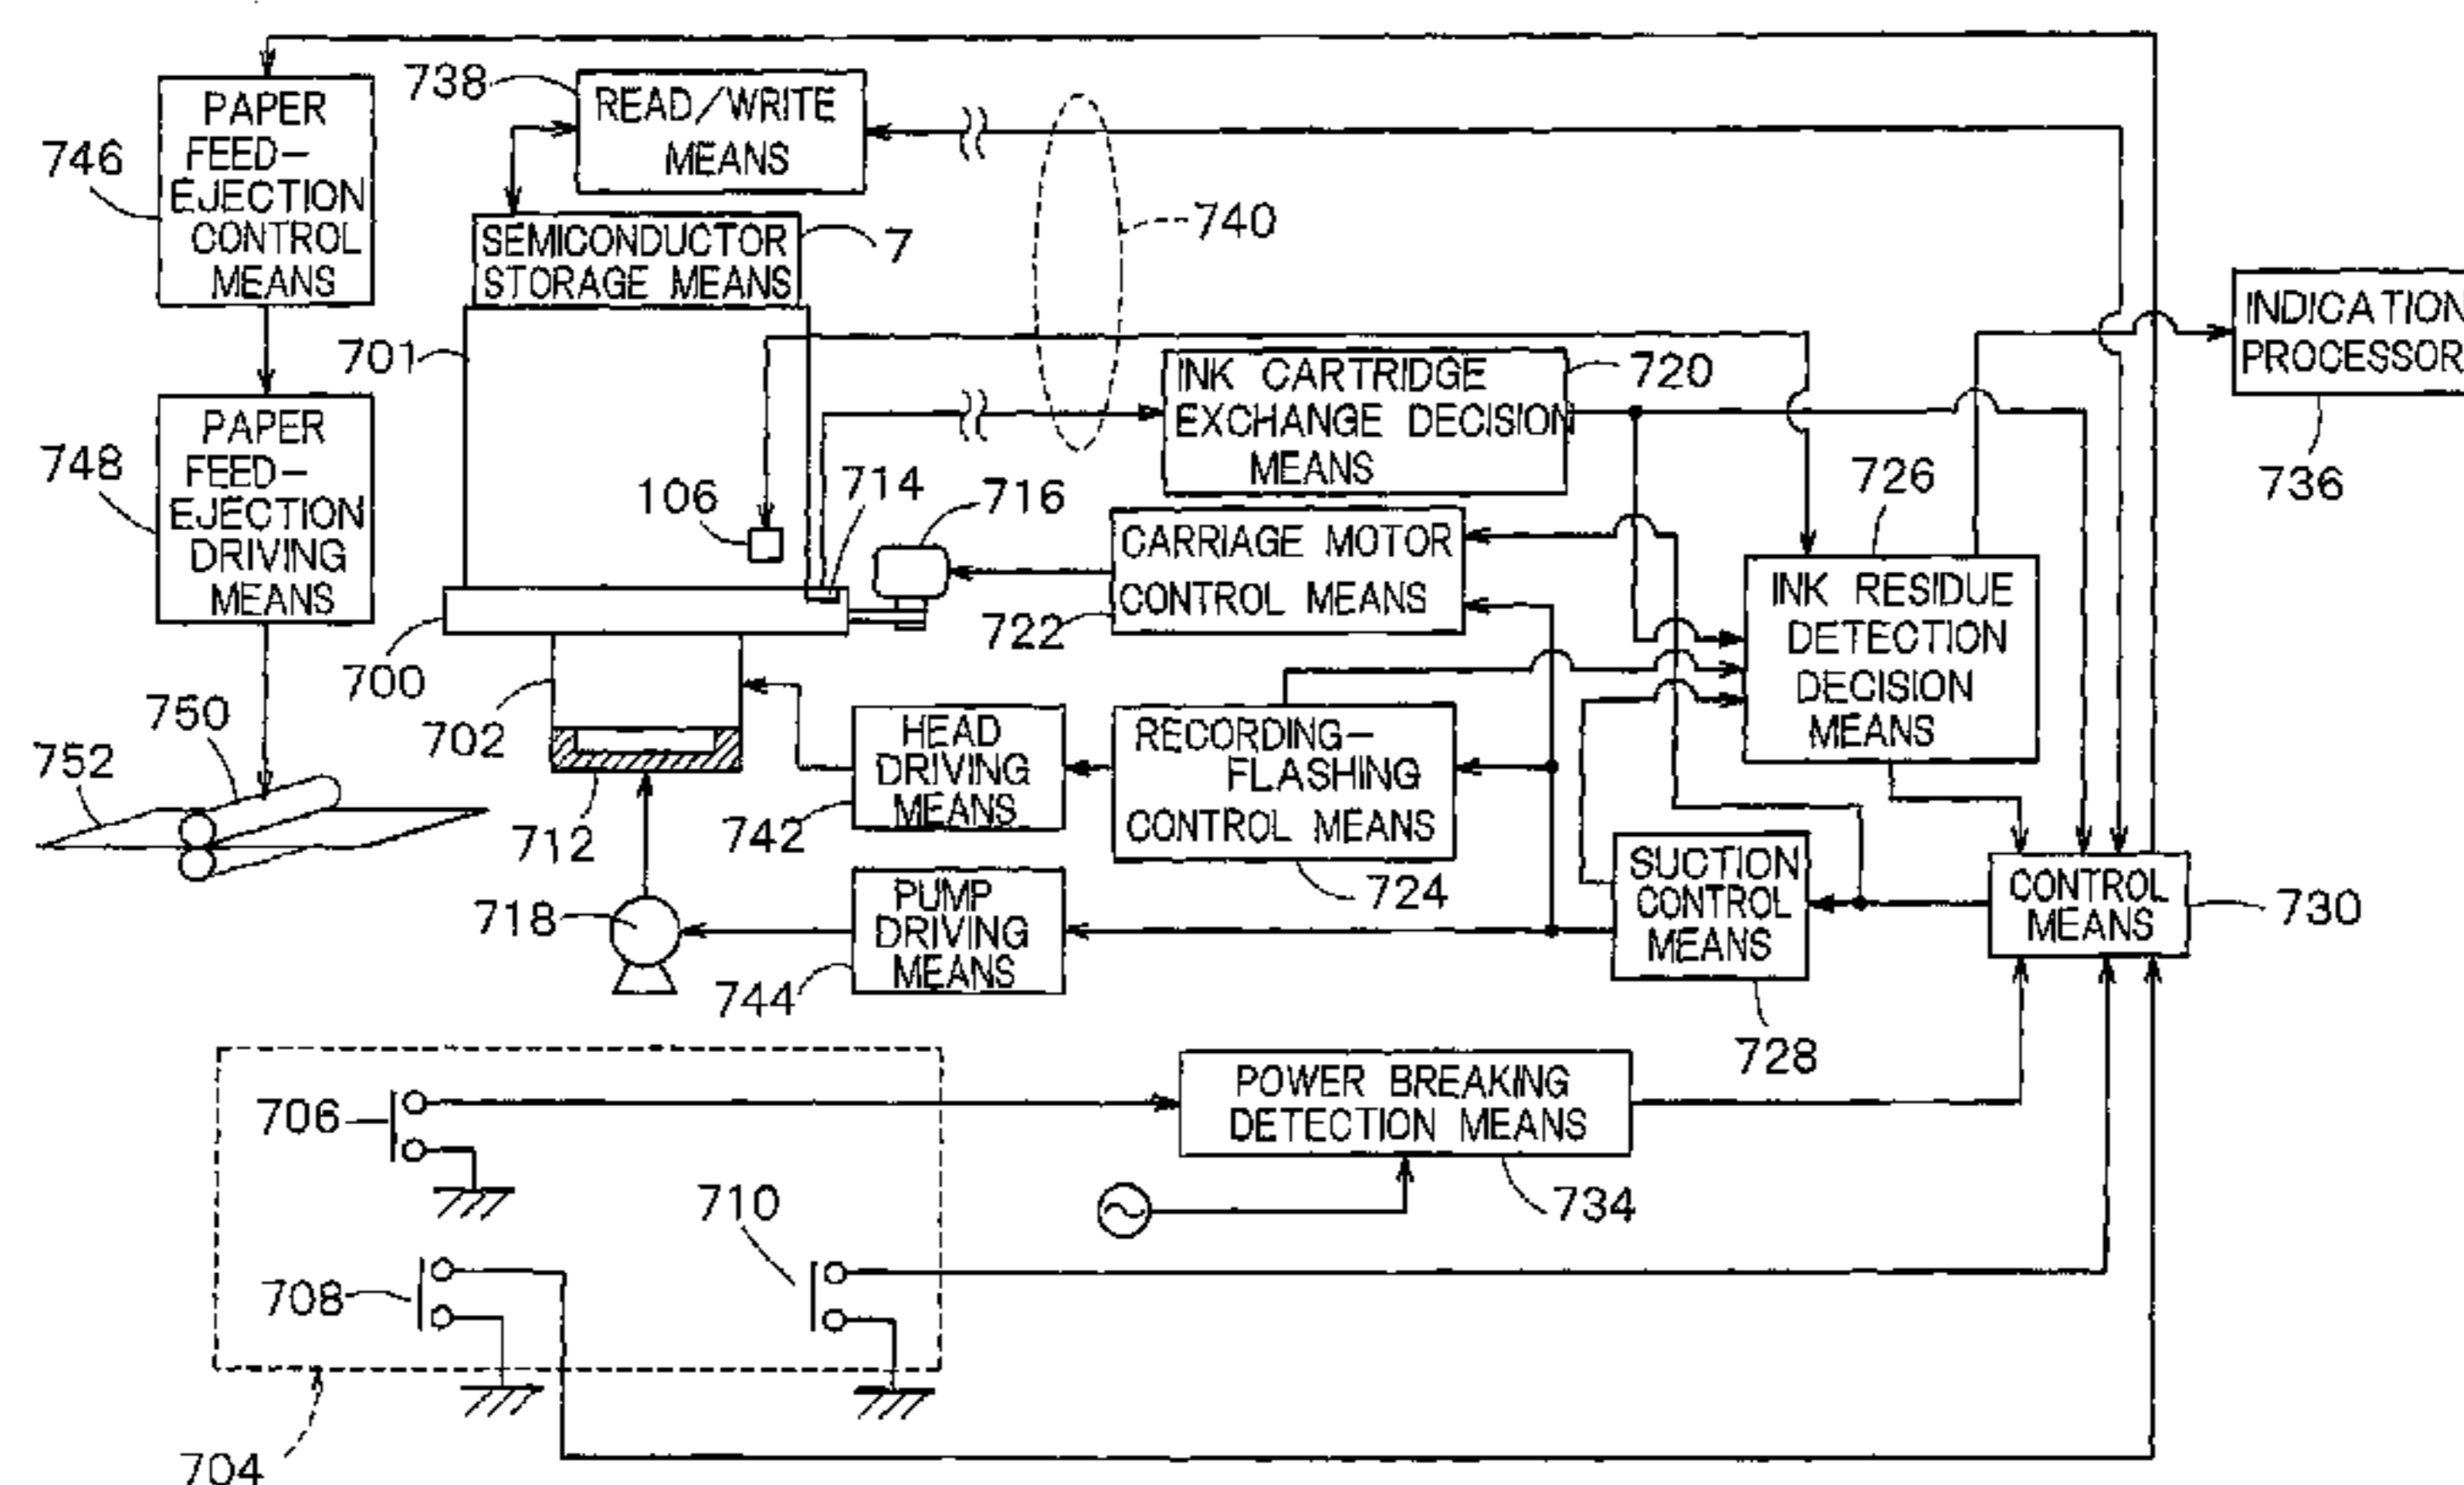 738
READ/WRITE
MEANS
PAPER
FEED-
EJECTION
CONTROL
MEANS
746
740
SEMICONDUCTOR
STORAGE MEANS
7
INDICATION
PROCESSOR
736
701
INK CARTRIDGE
EXCHANGE DECISION
MEANS
720
PAPER
FEED-
EJECTION
DRIVING
MEANS
748
106
714
716
CARRIAGE MOTOR
CONTROL MEANS
722
726
INK RESIDUE
DETECTION
DECISION
MEANS
700
702
750
752
712
HEAD
DRIVING
MEANS
742
RECORDING-
FLASHING
CONTROL MEANS
724
SUCTION
CONTROL
MEANS
728
CONTROL
MEANS
730
718
PUMP
DRIVING
MEANS
744
706
POWER BREAKING
DETECTION MEANS
734
710
708
704